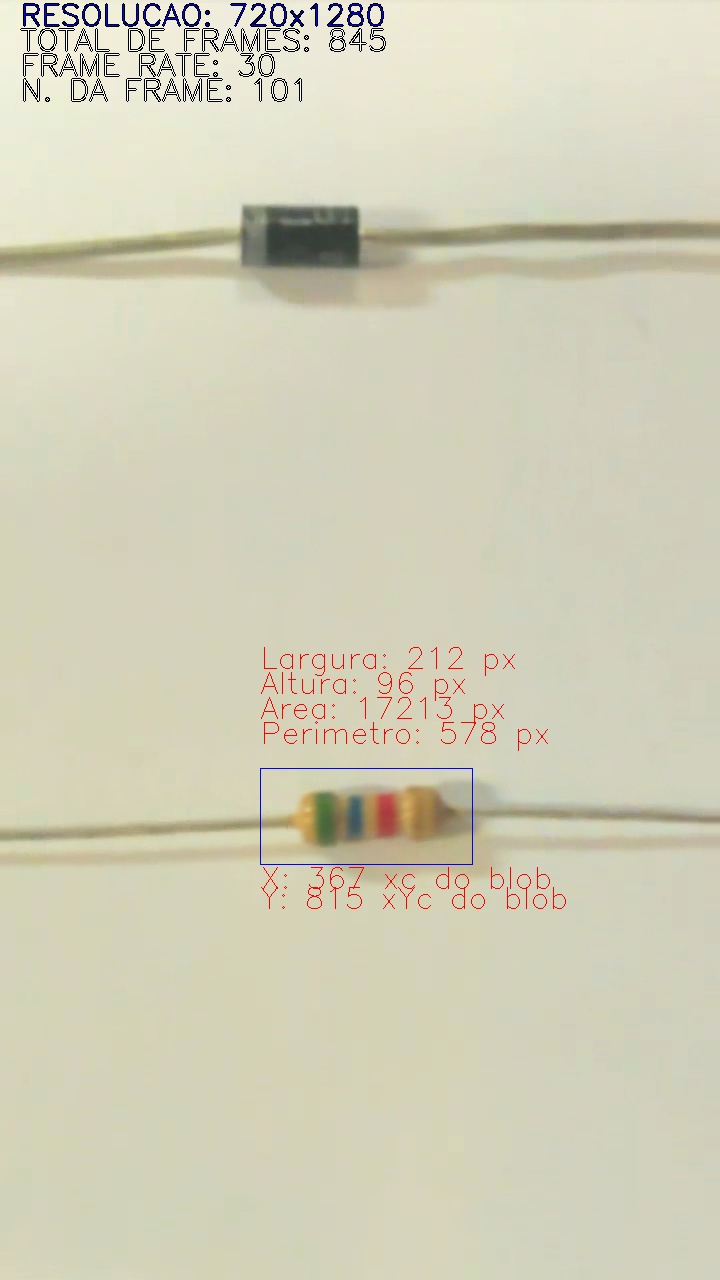 RESOLUCAO: 720x1280
TOTAL DE FRAMES: 845
FRAME RATE: 30
N. DA FRAME: 101
Largura: 212 px
Altura: 96 px
Area: 17213 px
Perimetro: 578 px
X: 367 xc do blob
Y: 815 xYc do blob